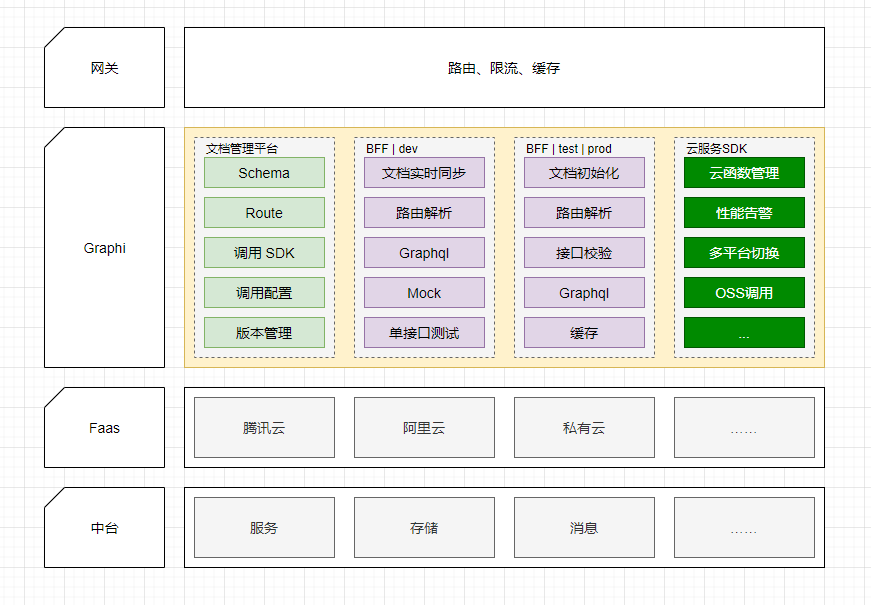 网关
路由、限流、缓存
Graphi
文档管理平台
Schema
Route
调用 SDK
调用配置
版本管理
BFF | dev
文档实时同步
路由解析
Graphql
Mock
单接口测试
BFF | test | prod
文档初始化
路由解析
接口校验
Graphql
缓存
云服务SDK
云函数管理
性能告警
多平台切换
OSS调用
...
Faas
腾讯云
阿里云
私有云
……
中台
服务
存储
消息
……